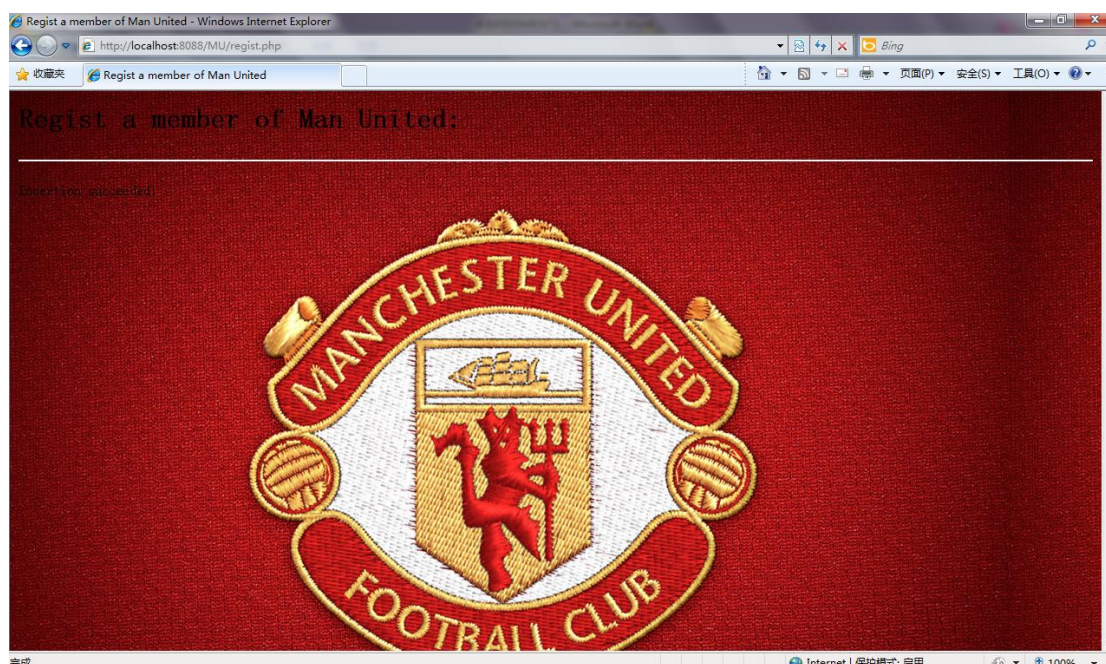 Regist a member of Man United - Windows Internet Explorer
http://localhost:8088/MU/regist.php
Bing
收藏夹
Regist a member of Man United
页面(P)
安全(S)
工具(O)
Regist a member of Man United:
Insertion succeeded!
MANCHESTER UNITED
FOOTBALL CLUB
完成
Internet | 保护模式: 启用
100%